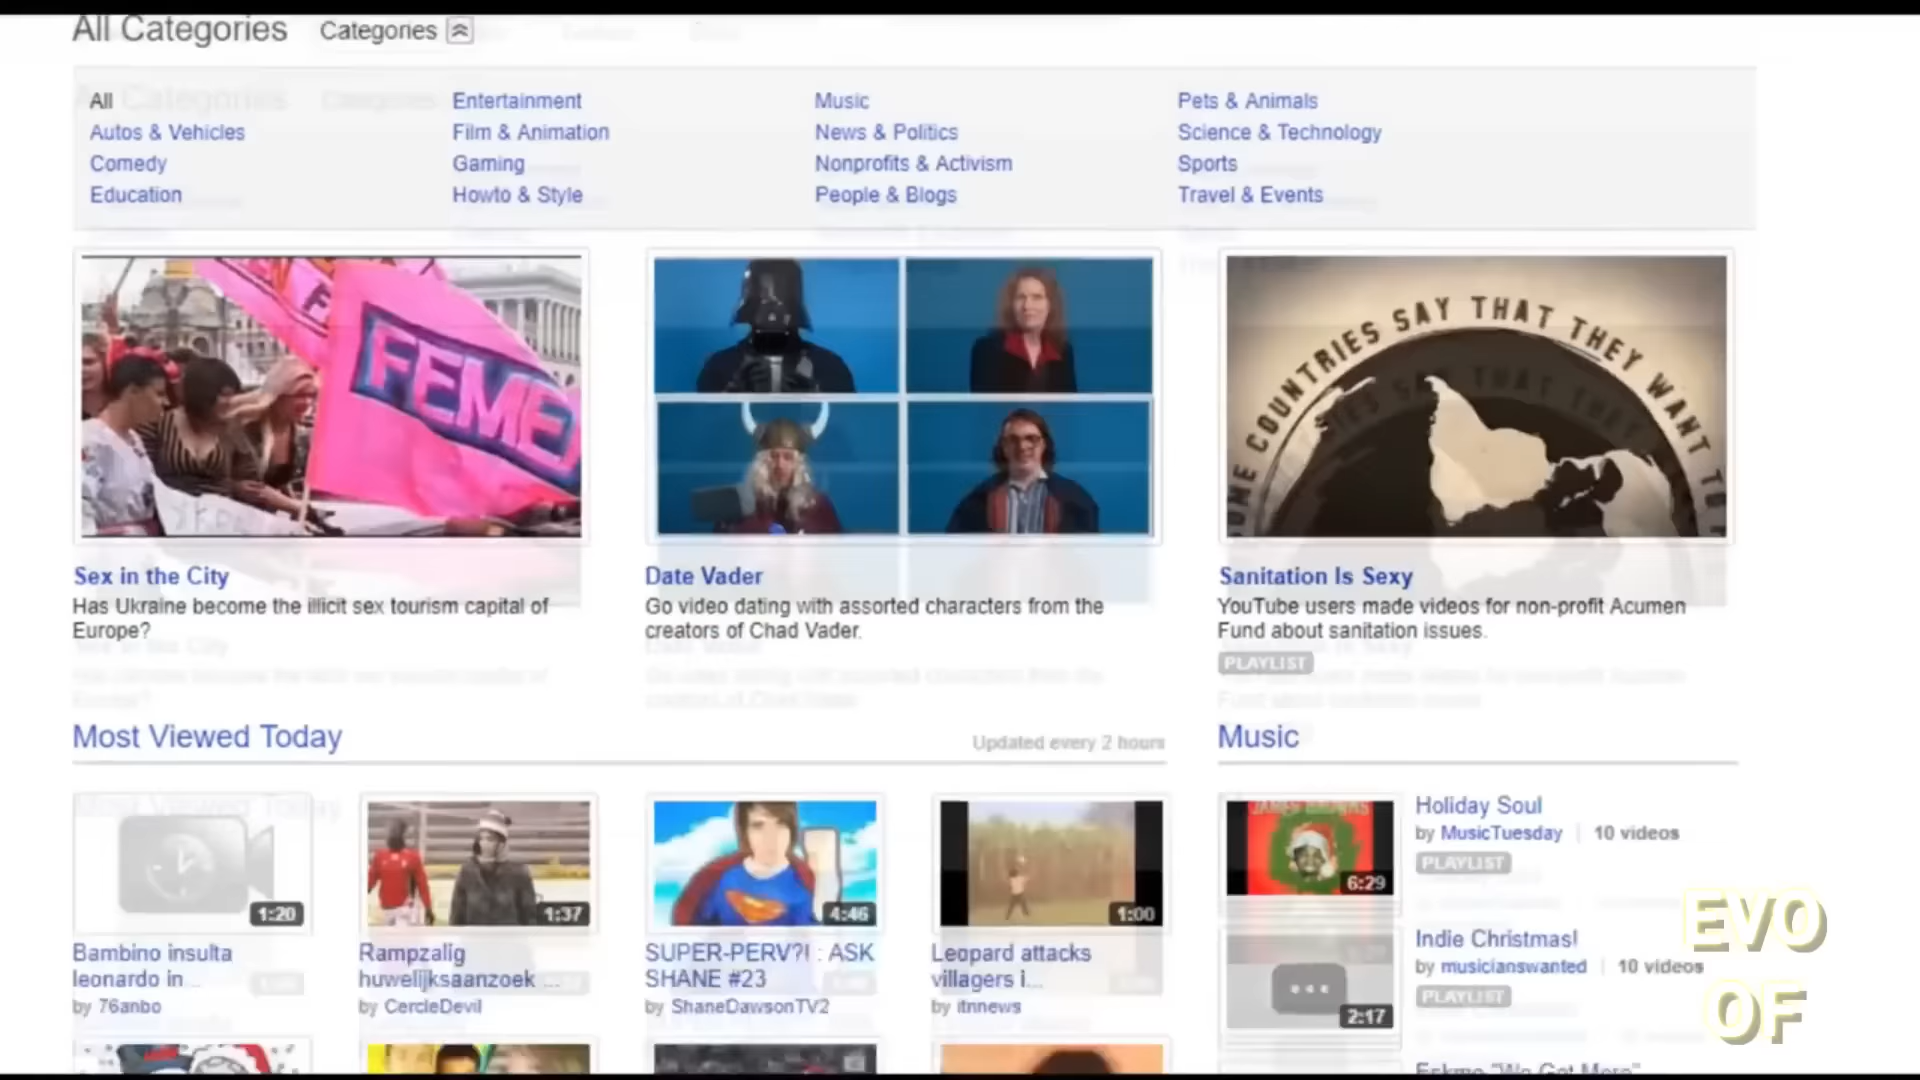 All Categories Categories
All
Autos & Vehicles
Comedy
Education
Entertainment
Film & Animation
Gaming
Howto & Style
Music
News & Politics
Nonprofits & Activism
People & Blogs
Pets & Animals
Science & Technology
Sports
Travel & Events
FEME
COUNTRIES SAY THAT THEY WANT
Sex in the City
Has Ukraine become the illicit sex tourism capital of
Europe?
Date Vader
Go video dating with assorted characters from the
creators of Chad Vader.
Sanitation Is Sexy
YouTube users made videos for non-profit Acumen
Fund about sanitation issues.
PLAYLIST
Most Viewed Today
Updated every 2 hours
1:20
Bambino insulta
leonardo in ...
by 76anbo
1:37
Rampzalig
huwelijksaanzoek ...
by CercleDevil
4:46
SUPER-PERV?! : ASK
SHANE #23
by ShaneDawsonTV2
1:00
Leopard attacks
villagers i...
by itnnews
Music
6:29
Holiday Soul
by MusicTuesday | 10 videos
PLAYLIST
2:17
Indie Christmas!
by musicianswanted | 10 videos
PLAYLIST
EVO
OF